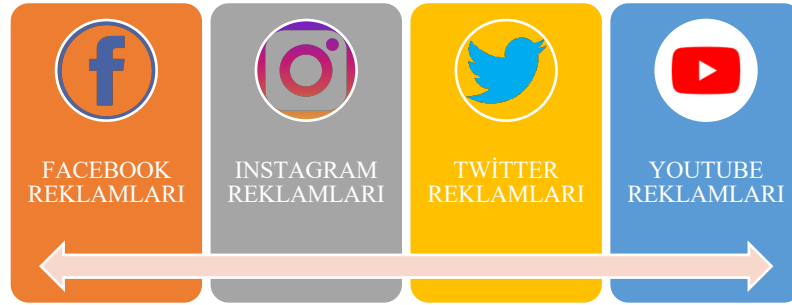 FACEBOOK
REKLAMLARI
INSTAGRAM
REKLAMLARI
TWİTTER
REKLAMLARI
YOUTUBE
REKLAMLARI